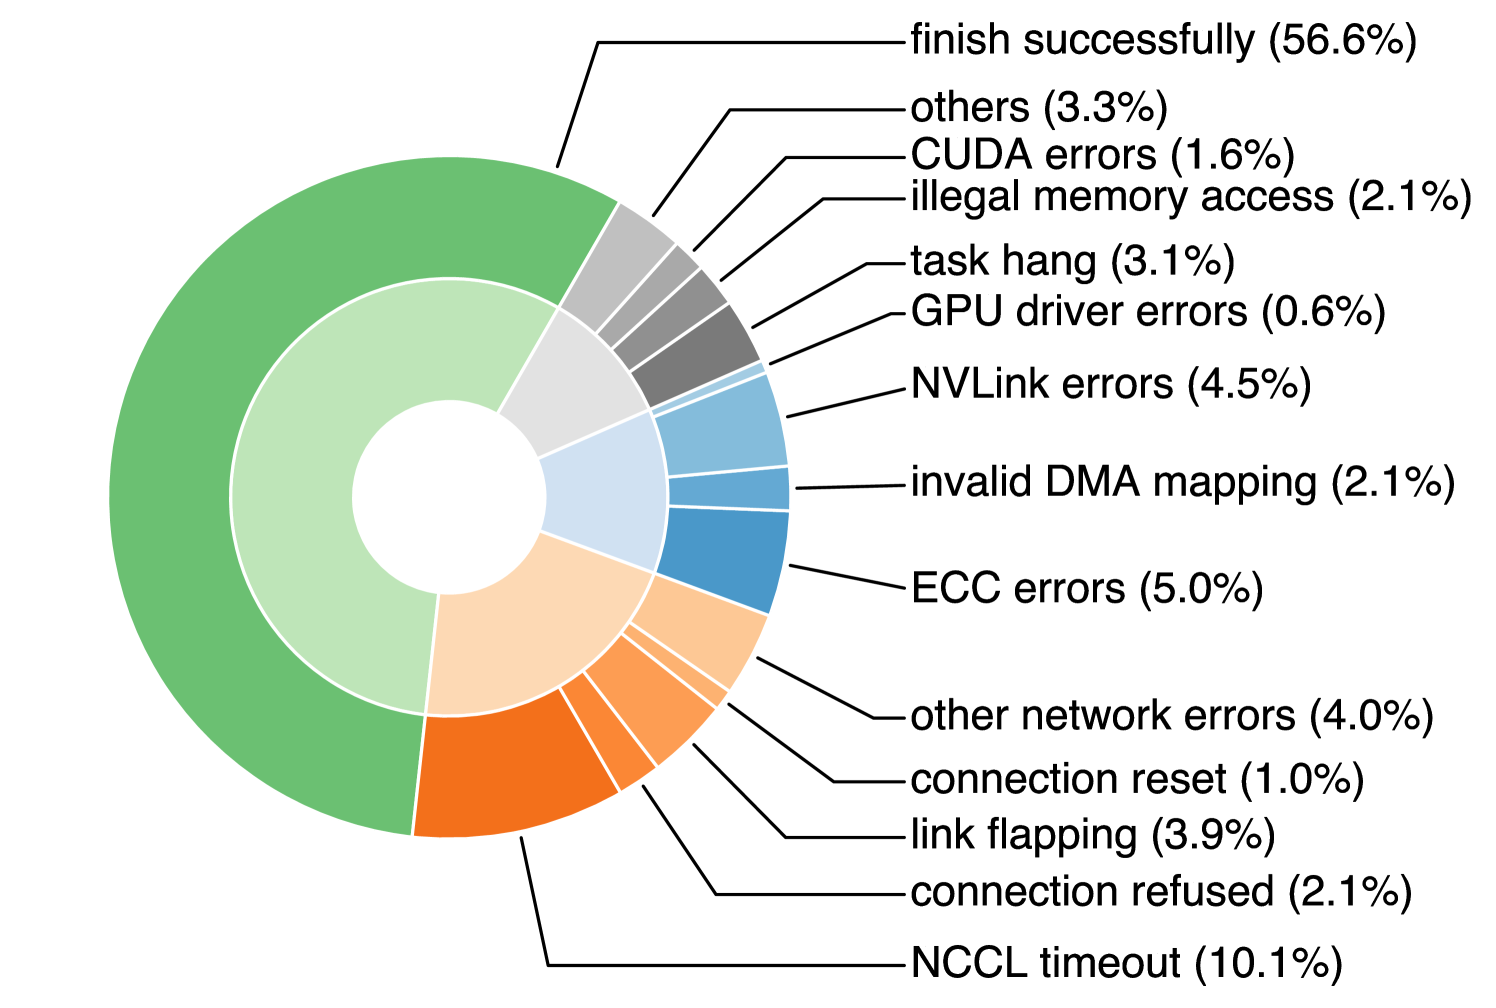 finish successfully (56.6%)
others (3.3%)
CUDA errors (1.6%)
illegal memory access (2.1%)
task hang (3.1%)
GPU driver errors (0.6%)
NVLink errors (4.5%)
invalid DMA mapping (2.1%)
ECC errors (5.0%)
other network errors (4.0%)
connection reset (1.0%)
link flapping (3.9%)
connection refused (2.1%)
NCCL timeout (10.1%)